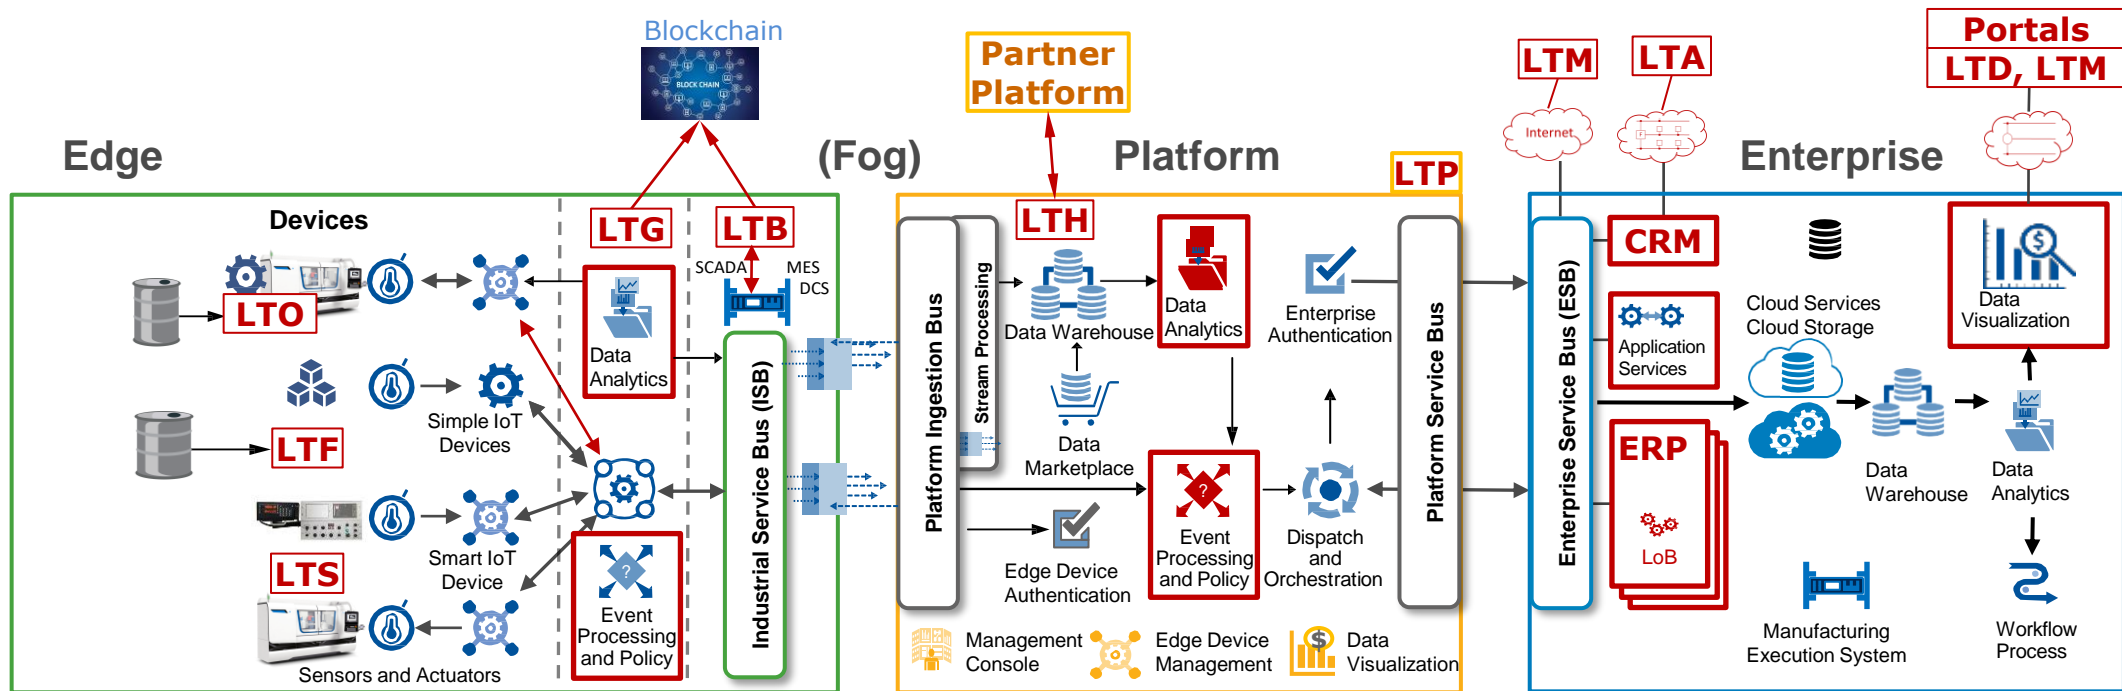 Blockchain
BLOCK CHAIN
Partner
Platform
LTM
LTA
Portals
LTD, LTM
Internet
Edge
(Fog)
Platform
Enterprise
LTP
Devices
LTG
LTB
LTH
CRM
SCADA
MES
DCS
LTO
Data
Analytics
Industrial Service Bus (ISB)
Simple IoT
Devices
LTF
Smart IoT
Device
LTS
Event
Processing
and Policy
Sensors and Actuators
Platform Ingestion Bus
Stream Processing
Data Warehouse
Data
Analytics
Enterprise
Authentication
Data
Marketplace
Edge Device
Authentication
?
Event
Processing
and Policy
Dispatch
and
Orchestration
Platform Service Bus
Management
Console
Edge Device
Management
$
Data
Visualization
Enterprise Service Bus (ESB)
Application
Services
ERP
LoB
Cloud Services
Cloud Storage
$
Data
Visualization
Data
Warehouse
Data
Analytics
Manufacturing
Execution System
Workflow
Process
?